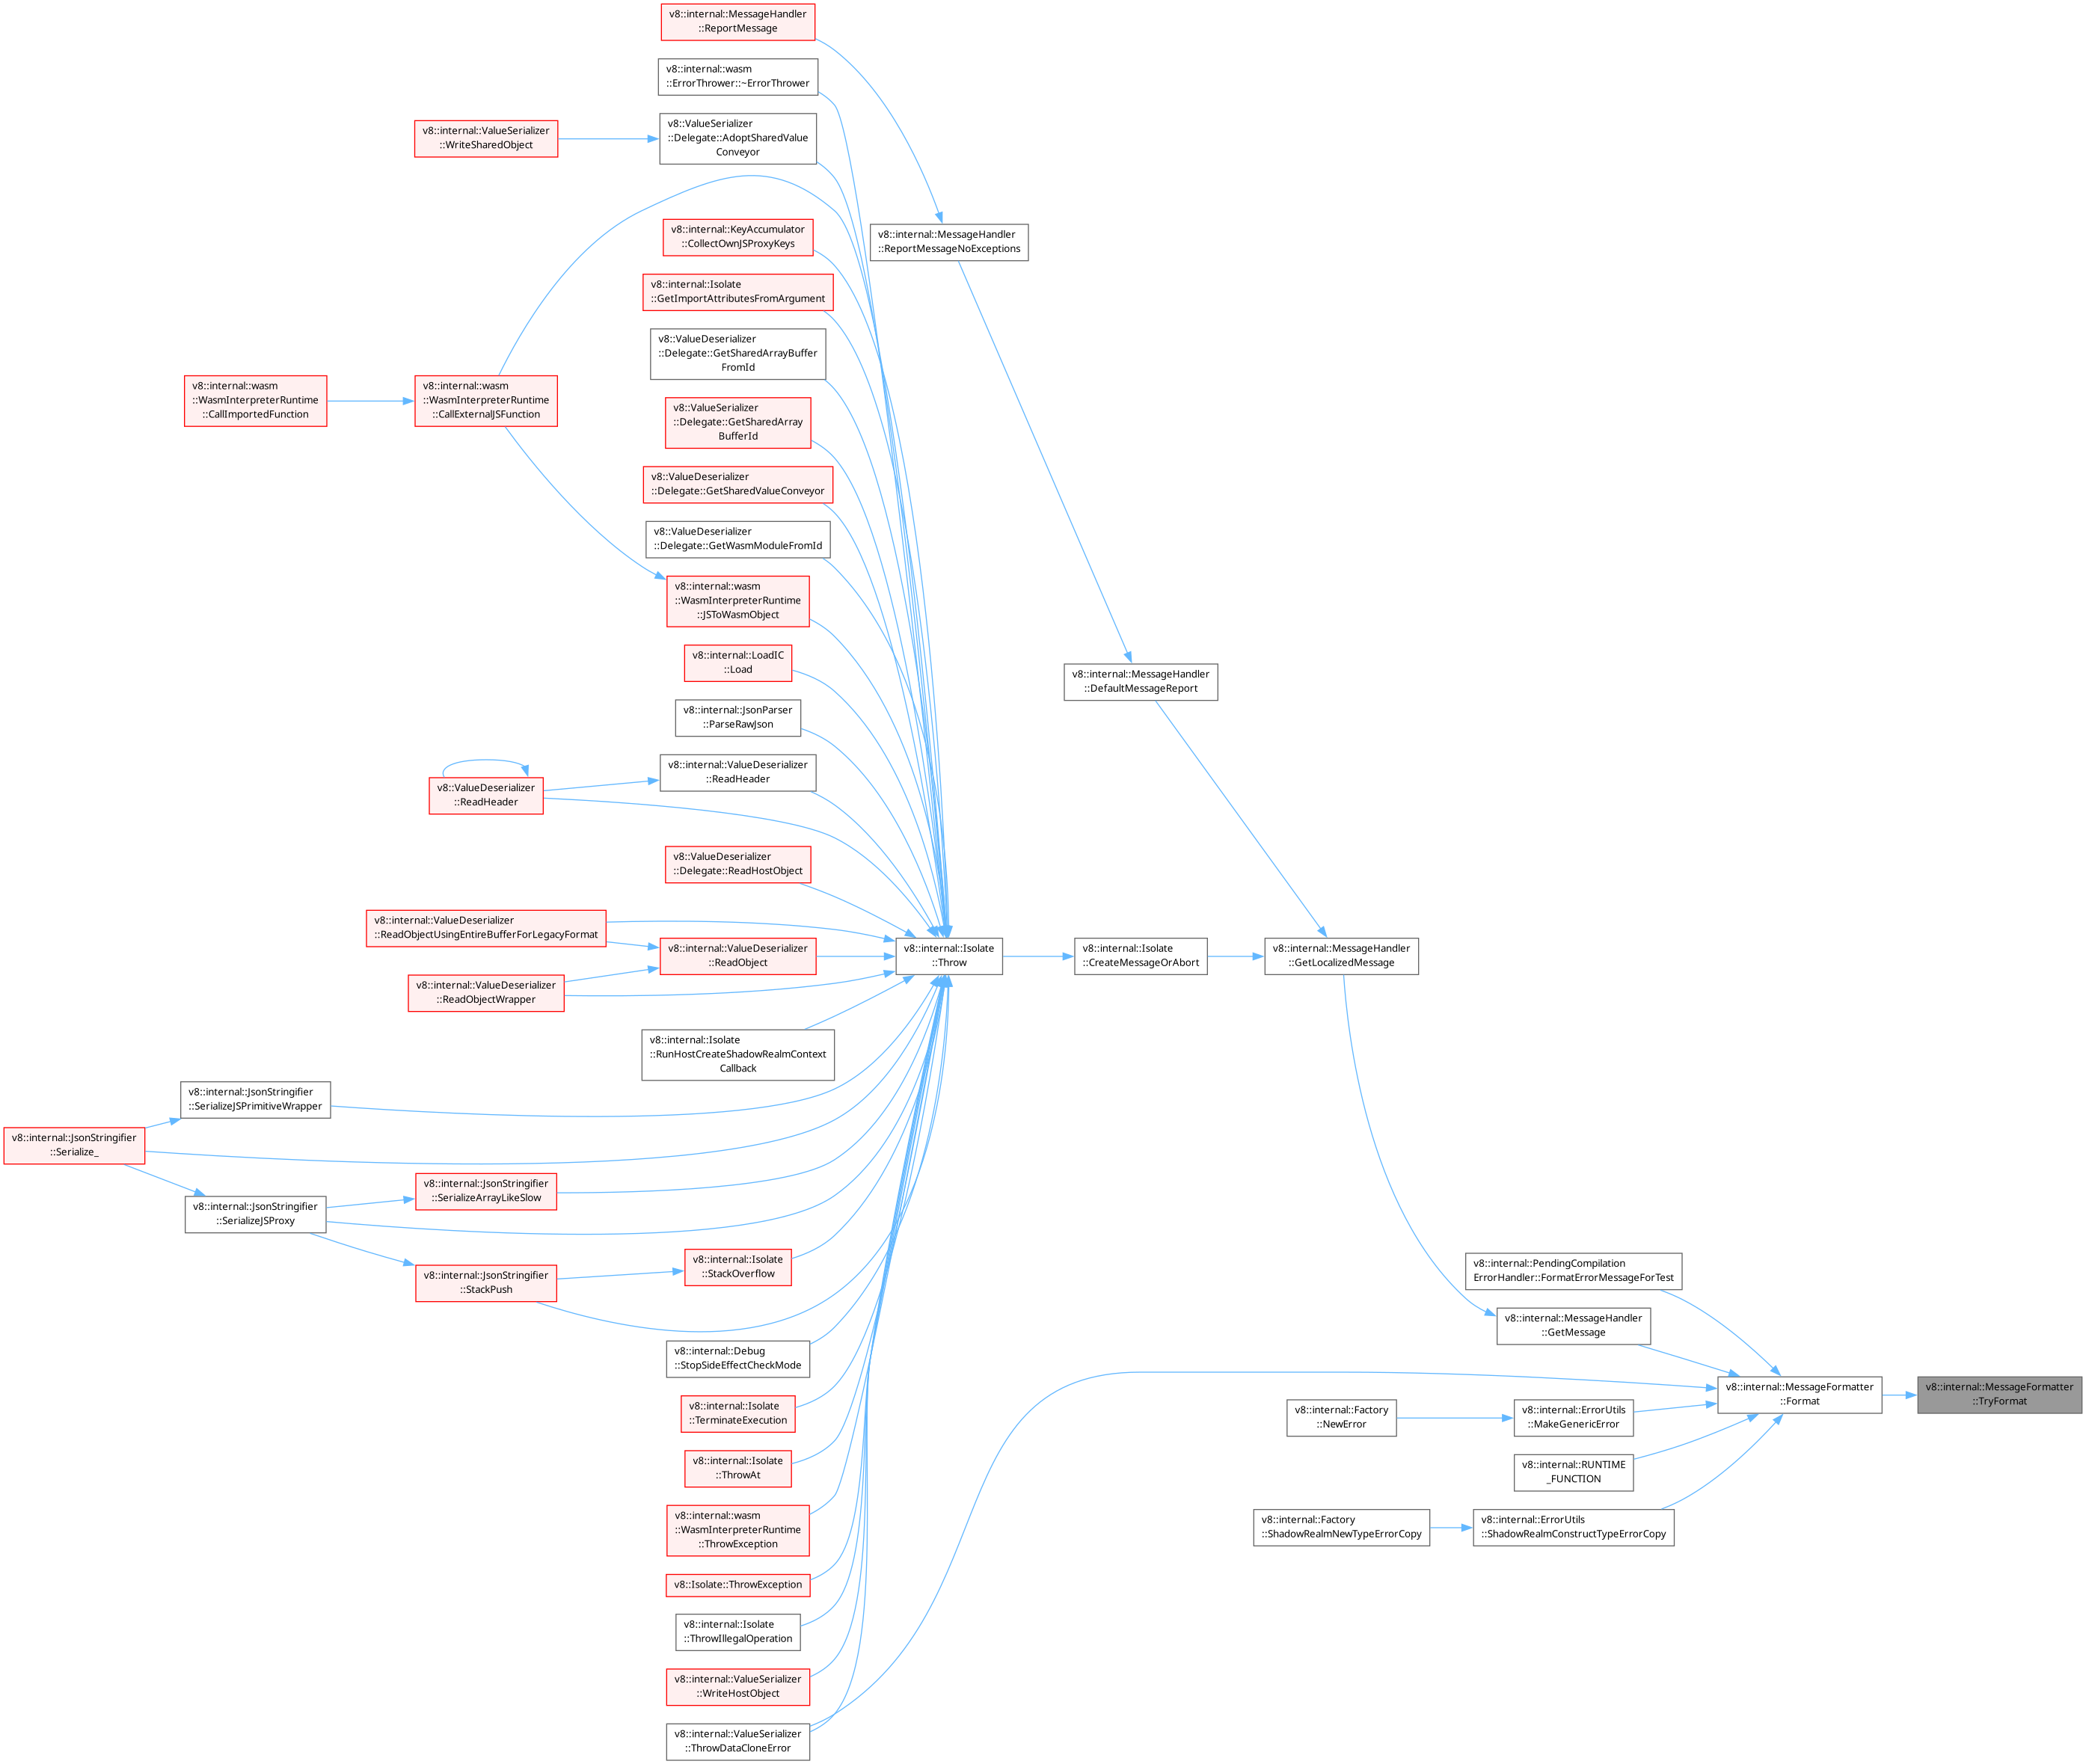 v8::internal::MessageHandler
::ReportMessage
v8::internal::wasm
::ErrorThrower::~ErrorThrower
v8::ValueSerializer
::Delegate::AdoptSharedValue
Conveyor
v8::internal::ValueSerializer
::WriteSharedObject
v8::internal::KeyAccumulator
::CollectOwnJSProxyKeys
v8::internal::MessageHandler
::ReportMessageNoExceptions
v8::internal::Isolate
::GetImportAttributesFromArgument
v8::ValueDeserializer
::Delegate::GetSharedArrayBuffer
FromId
v8::internal::wasm
::WasmInterpreterRuntime
::CallImportedFunction
v8::internal::wasm
::WasmInterpreterRuntime
::CallExternalJSFunction
v8::ValueSerializer
::Delegate::GetSharedArray
BufferId
v8::ValueDeserializer
::Delegate::GetSharedValueConveyor
v8::ValueDeserializer
::Delegate::GetWasmModuleFromId
v8::internal::wasm
::WasmInterpreterRuntime
::JSToWasmObject
v8::internal::LoadIC
::Load
v8::internal::MessageHandler
::DefaultMessageReport
v8::internal::JsonParser
::ParseRawJson
v8::internal::ValueDeserializer
::ReadHeader
v8::ValueDeserializer
::ReadHeader
v8::ValueDeserializer
::Delegate::ReadHostObject
v8::internal::ValueDeserializer
::ReadObjectUsingEntireBufferForLegacyFormat
v8::internal::ValueDeserializer
::ReadObject
v8::internal::Isolate
::Throw
v8::internal::Isolate
::CreateMessageOrAbort
v8::internal::MessageHandler
::GetLocalizedMessage
v8::internal::ValueDeserializer
::ReadObjectWrapper
v8::internal::Isolate
::RunHostCreateShadowRealmContext
Callback
v8::internal::JsonStringifier
::SerializeJSPrimitiveWrapper
v8::internal::JsonStringifier
::Serialize_
v8::internal::JsonStringifier
::SerializeArrayLikeSlow
v8::internal::JsonStringifier
::SerializeJSProxy
v8::internal::Isolate
::StackOverflow
v8::internal::JsonStringifier
::StackPush
v8::internal::PendingCompilation
ErrorHandler::FormatErrorMessageForTest
v8::internal::MessageHandler
::GetMessage
v8::internal::Debug
::StopSideEffectCheckMode
v8::internal::MessageFormatter
::Format
v8::internal::MessageFormatter
::TryFormat
v8::internal::Isolate
::TerminateExecution
v8::internal::Factory
::NewError
v8::internal::ErrorUtils
::MakeGenericError
v8::internal::Isolate
::ThrowAt
v8::internal::RUNTIME
_FUNCTION
v8::internal::wasm
::WasmInterpreterRuntime
::ThrowException
v8::internal::Factory
::ShadowRealmNewTypeErrorCopy
v8::internal::ErrorUtils
::ShadowRealmConstructTypeErrorCopy
v8::Isolate::ThrowException
v8::internal::Isolate
::ThrowIllegalOperation
v8::internal::ValueSerializer
::WriteHostObject
v8::internal::ValueSerializer
::ThrowDataCloneError